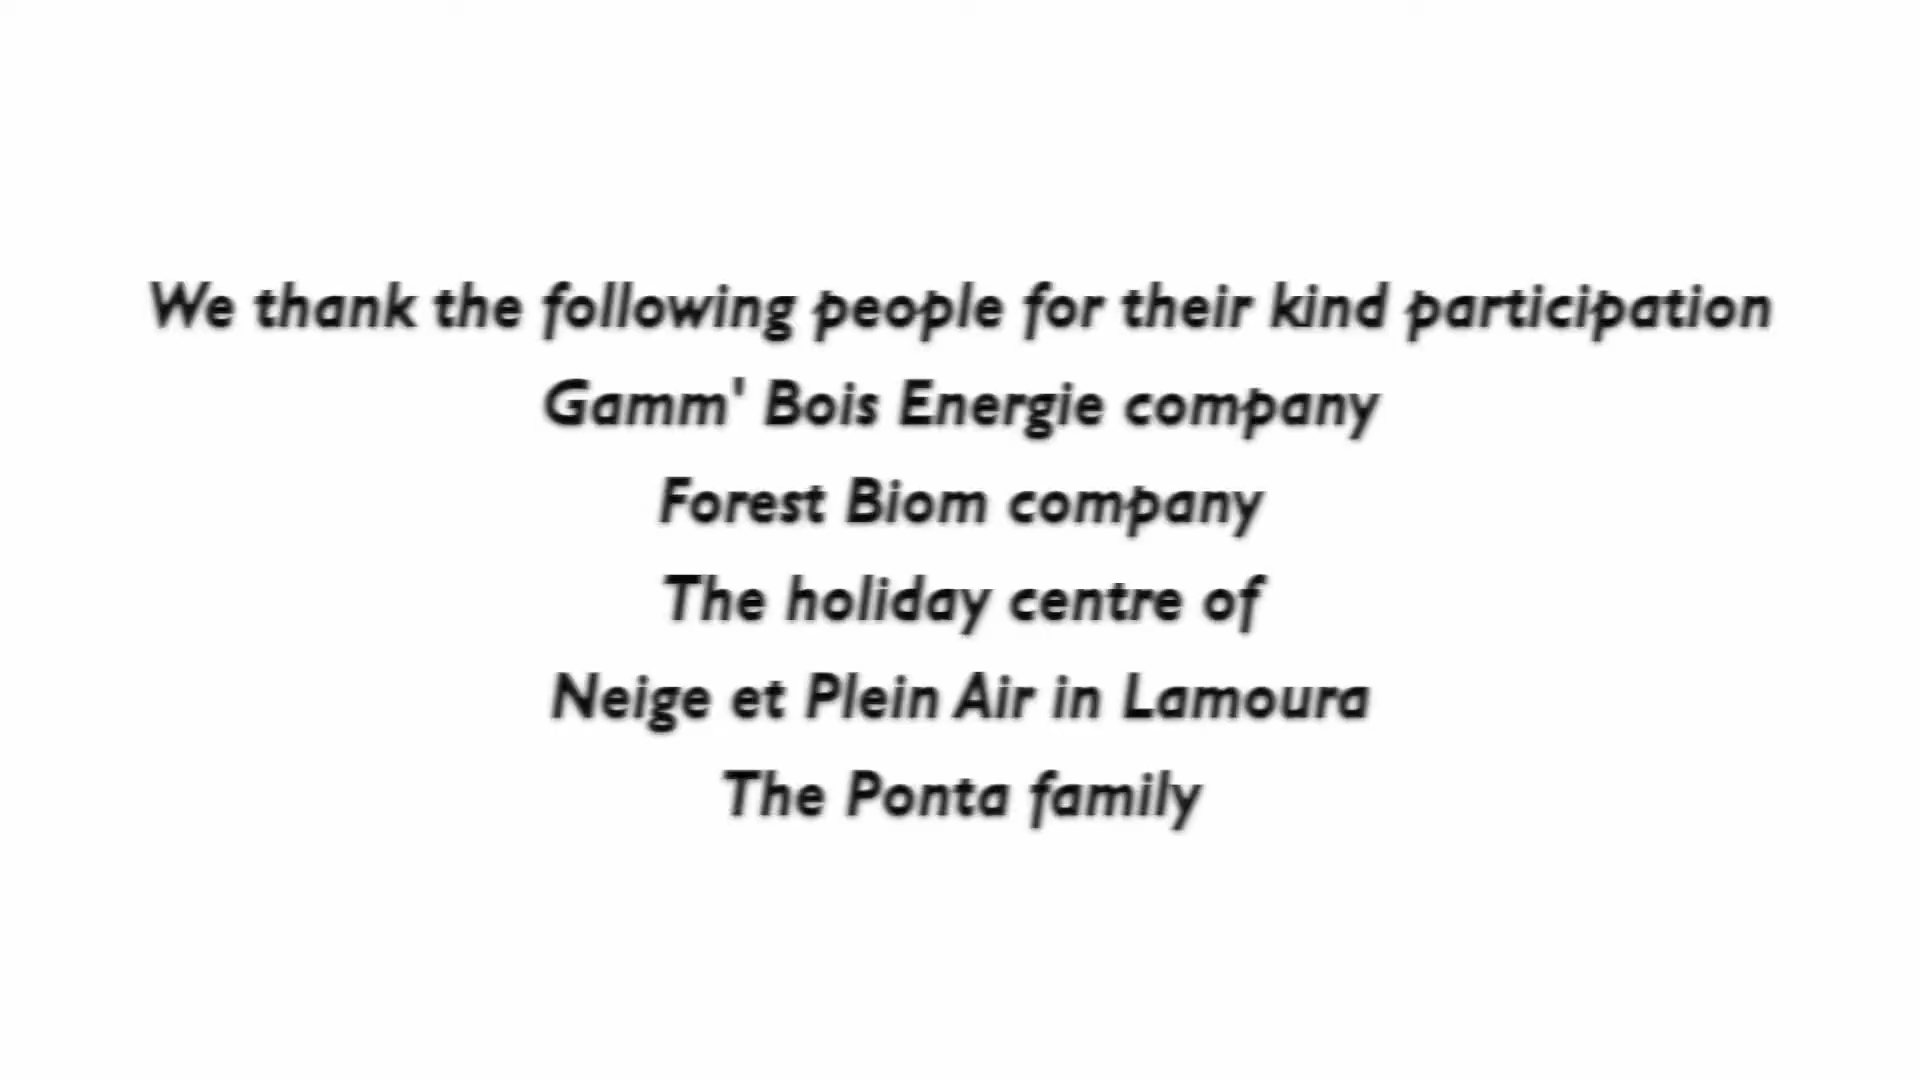 We thank the following people for their kind participation
Gamm' Bois Energie company
Forest Biom company
The holiday centre of
Neige et Plein Air in Lamoura
The Ponta family